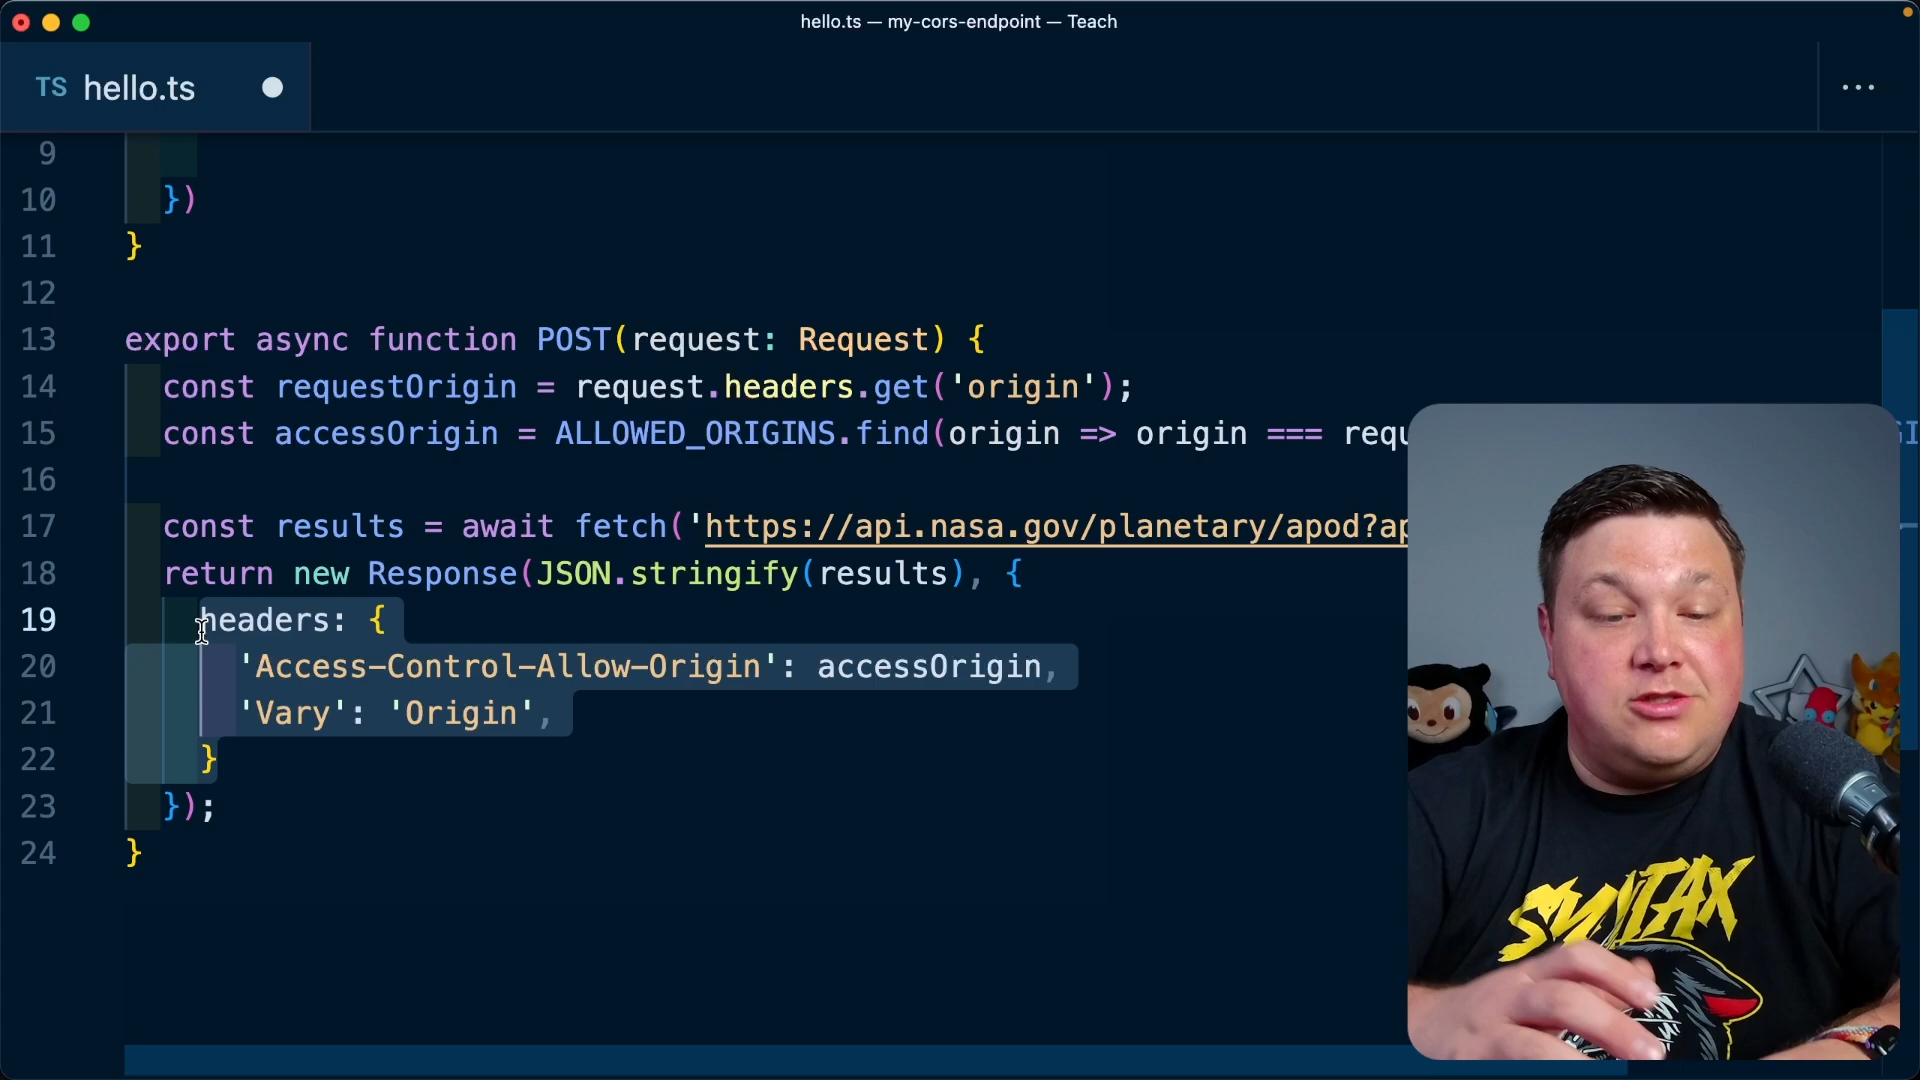 hello.ts — my-cors-endpoint — Teach
TS hello.ts
9
10 })
11 }
12
13 export async function POST(request: Request) {
14 const requestOrigin = request.headers.get('origin');
15 const accessOrigin = ALLOWED_ORIGINS.find(origin => origin === requ
16
17 const results = await fetch('https://api.nasa.gov/planetary/apod?ap
18 return new Response(JSON.stringify(results), {
19 headers: {
20 'Access-Control-Allow-Origin': accessOrigin,
21 'Vary': 'Origin',
22 }
23 });
24 }
SYNTAX